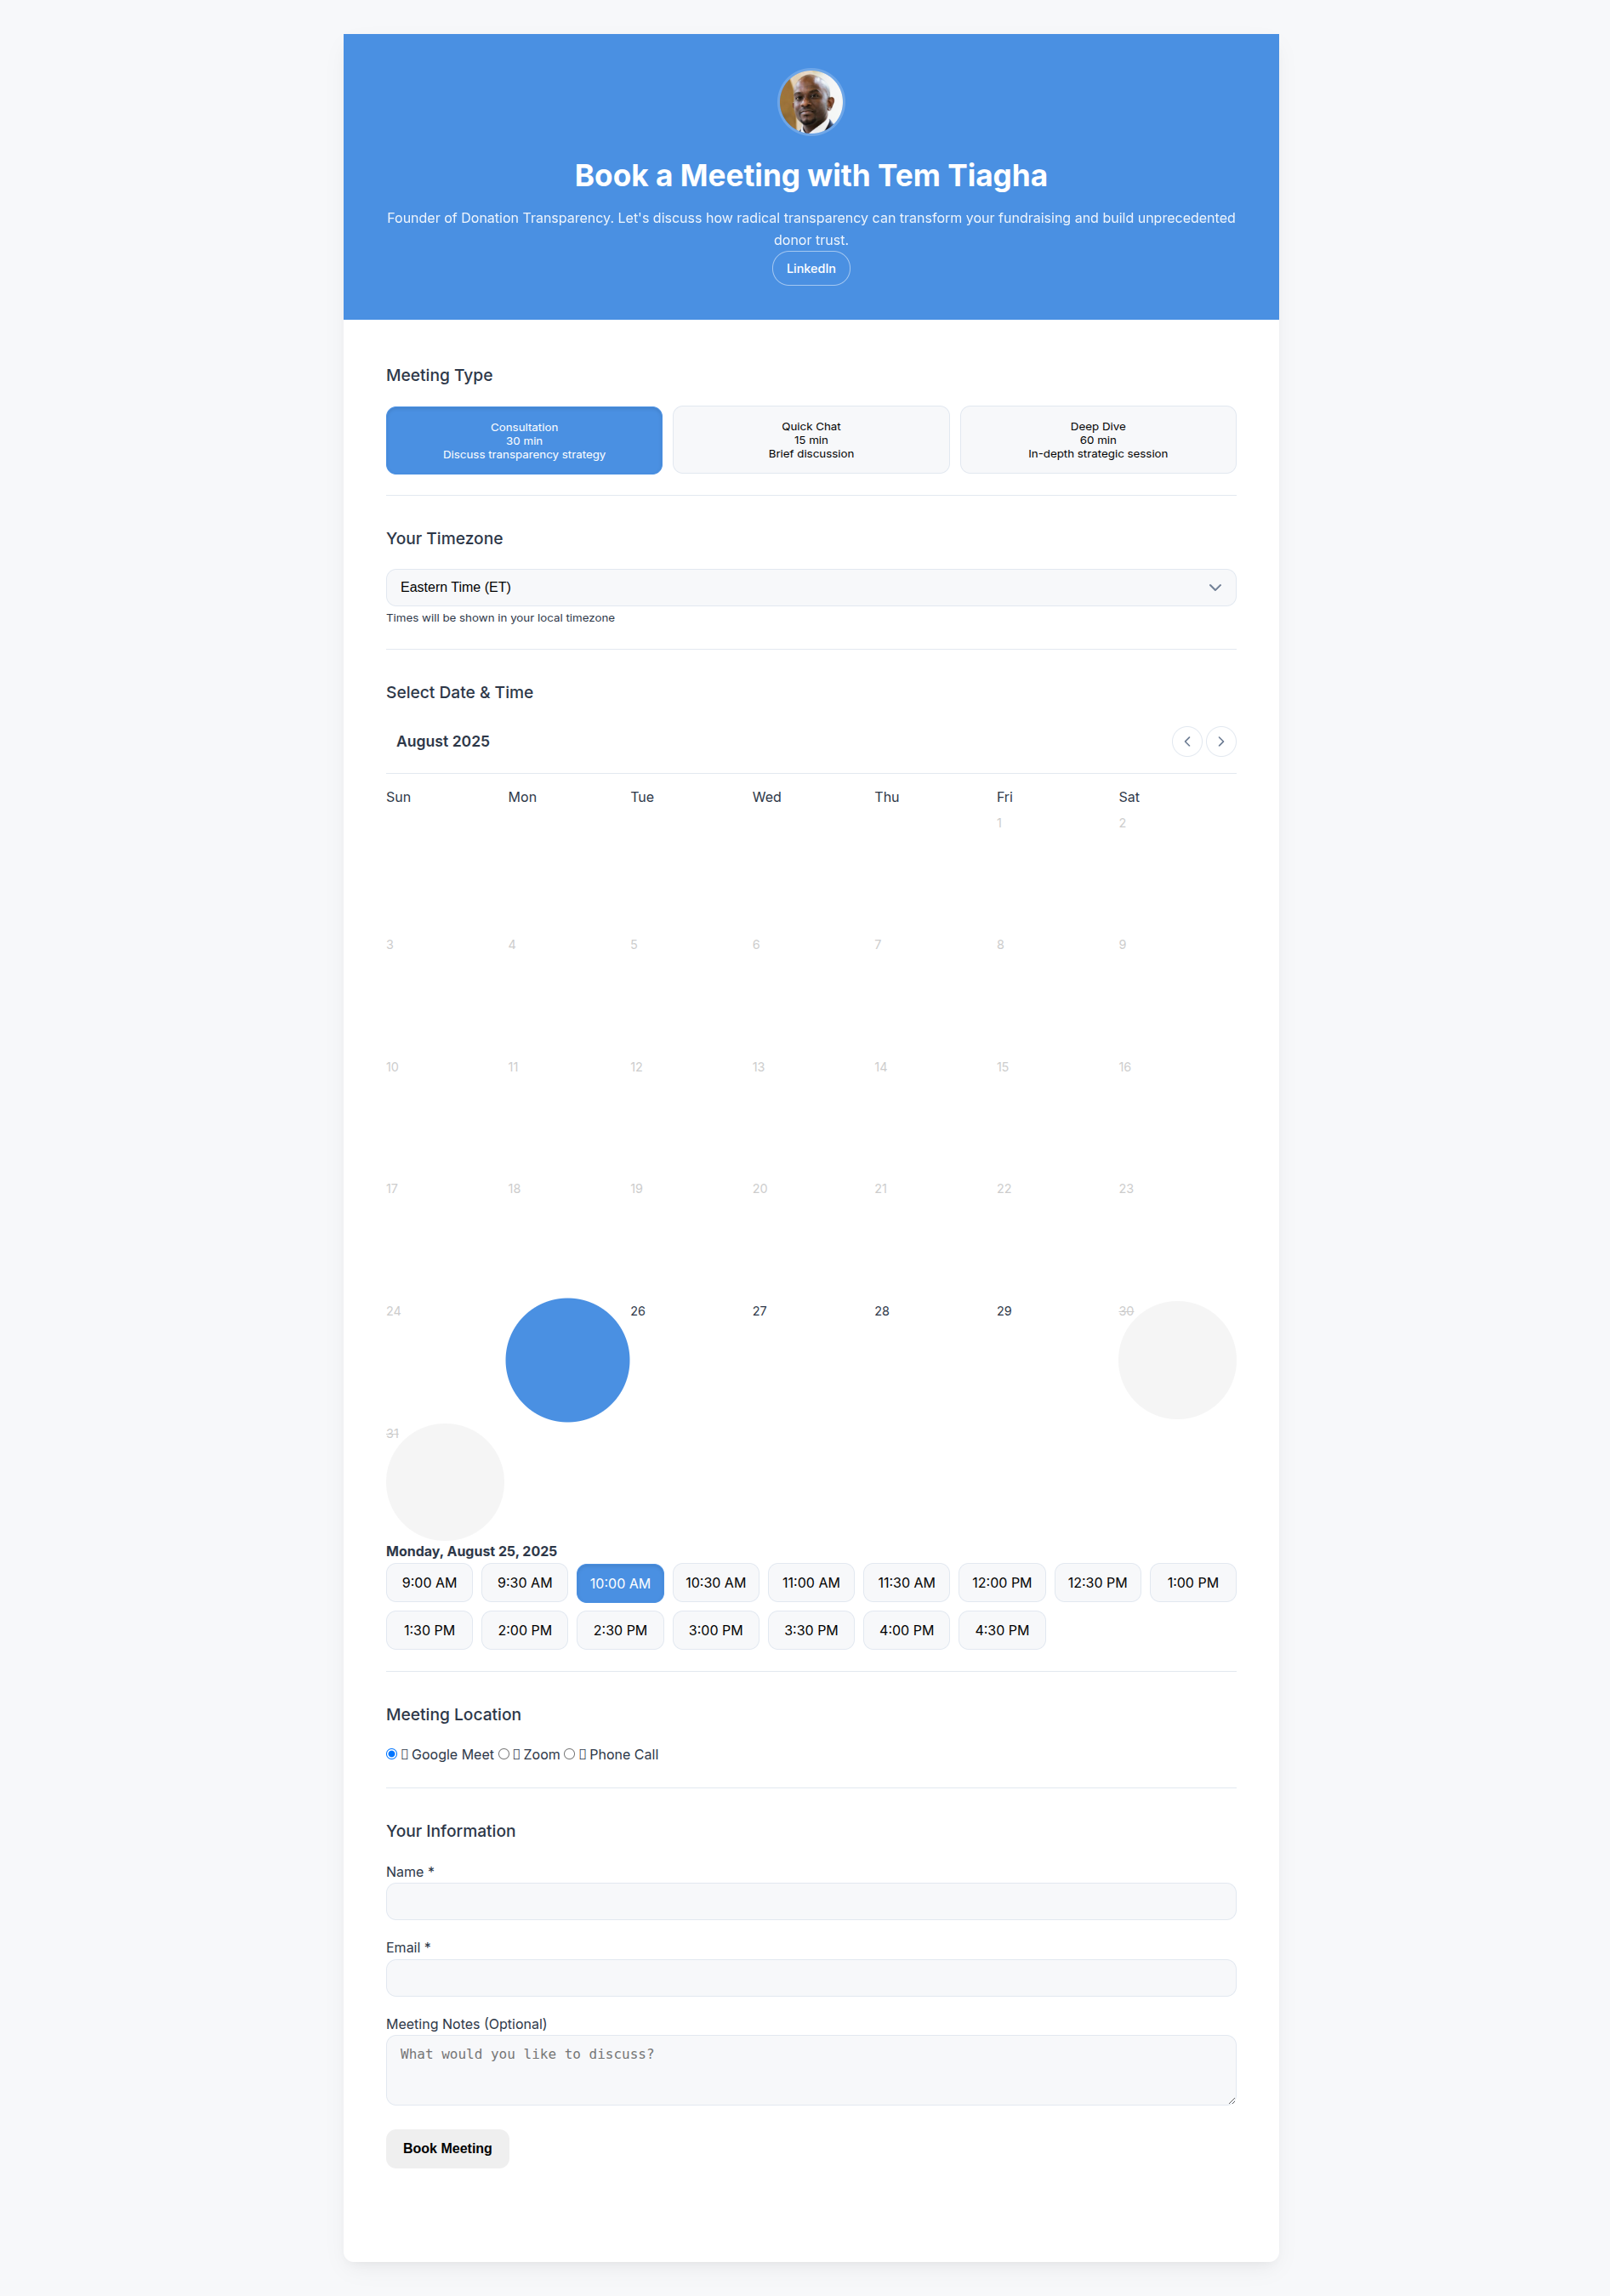 Book a Meeting with Tem Tiagha
Founder of Donation Transparency. Let's discuss how radical transparency can transform your fundraising and build unprecedented
donor trust.
LinkedIn
Meeting Type
Consultation
30 min
Discuss transparency strategy
Quick Chat
15 min
Brief discussion
Deep Dive
60 min
In-depth strategic session
Your Timezone
Eastern Time (ET)
Times will be shown in your local timezone
Select Date & Time
August 2025
Sun Mon Tue Wed Thu Fri Sat
1 2
3 4 5 6 7 8 9
10 11 12 13 14 15 16
17 18 19 20 21 22 23
24 26 27 28 29 30
31
Monday, August 25, 2025
9:00 AM 9:30 AM 10:00 AM 10:30 AM 11:00 AM 11:30 AM 12:00 PM 12:30 PM 1:00 PM
1:30 PM 2:00 PM 2:30 PM 3:00 PM 3:30 PM 4:00 PM 4:30 PM
Meeting Location
Google Meet Zoom Phone Call
Your Information
Name *
Email *
Meeting Notes (Optional)
What would you like to discuss?
Book Meeting